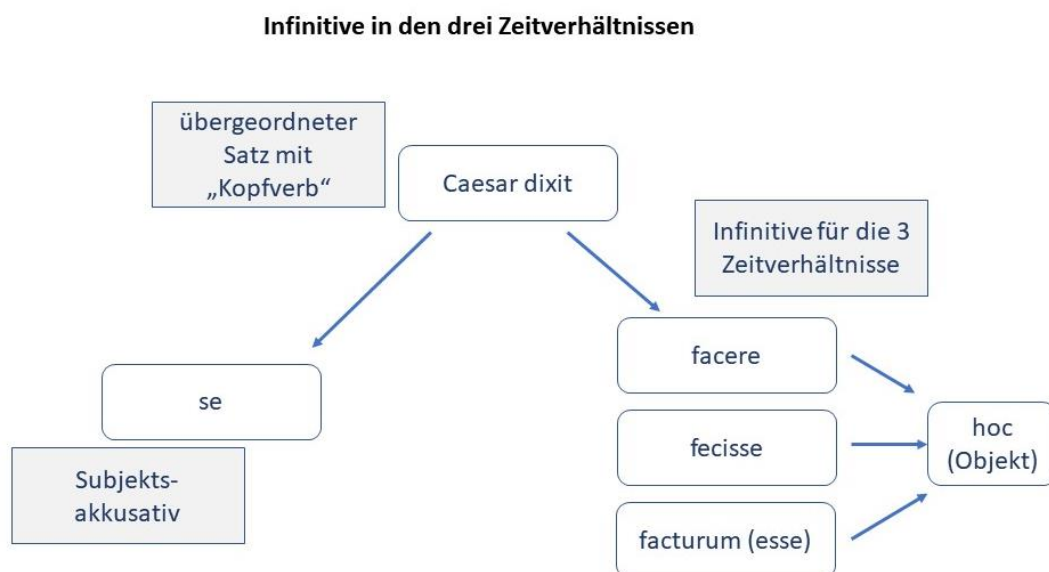 Infinitive in den drei Zeitverhältnissen
übergeordneter
Satz mit
„Kopfverb“
Caesar dixit
Infinitive für die 3
Zeitverhältnisse
facere
se
hoc
(Objekt)
fecisse
Subjekts-
akkusativ
facturum (esse)